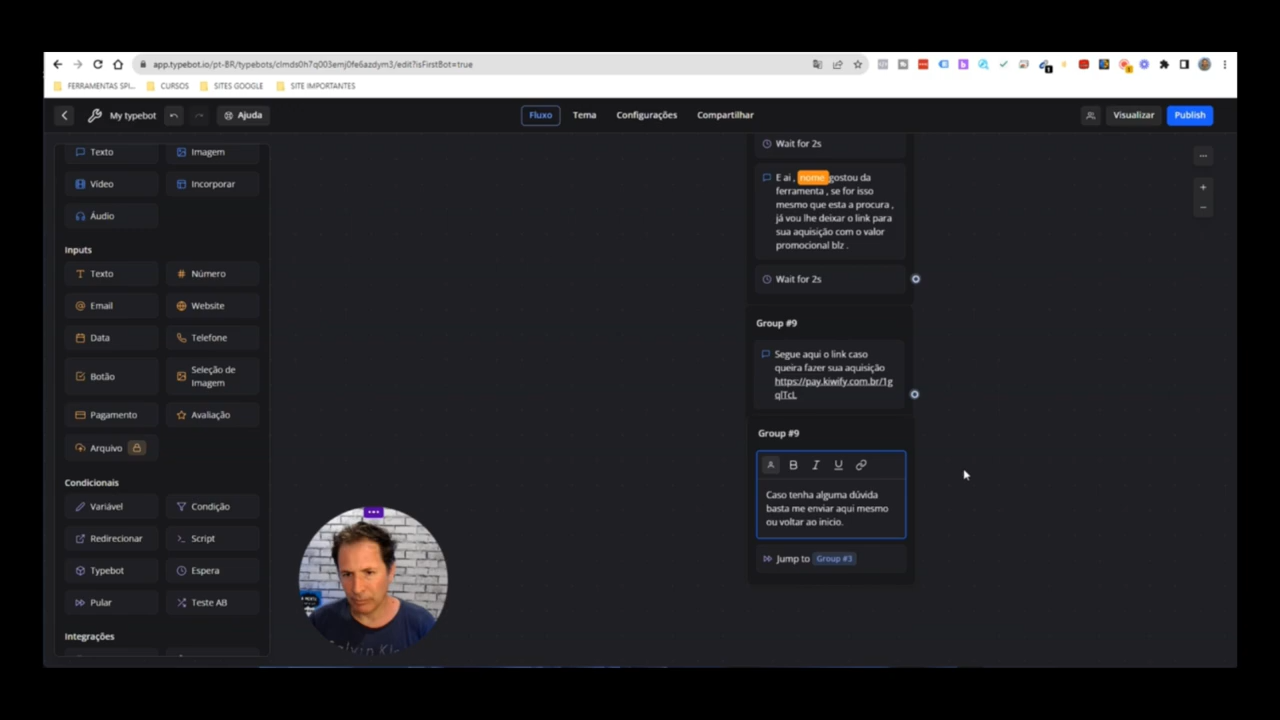 app.typebot.io/pt-BR/typebots/clmds0h7q003emj0fe6azdym3/edit?isFirstBot=true
FERRAMENTAS SPI...
CURSOS
SITES GOOGLE
SITE IMPORTANTES
My typebot
Ajuda
Fluxo
Tema
Configurações
Compartilhar
Visualizar
Publish
Texto
Imagem
Vídeo
Incorporar
Áudio
Inputs
Texto
Número
Email
Website
Data
Telefone
Botão
Seleção de
Imagem
Pagamento
Avaliação
Arquivo
Condicionais
Variável
Condição
Redirecionar
Script
Typebot
Espera
Pular
Teste AB
Integrações
Wait for 2s
E ai , nome gostou da
ferramenta , se for isso
mesmo que esta a procura ,
já vou lhe deixar o link para
sua aquisição com o valor
promocional blz .
Wait for 2s
Group #9
Segue aqui o link caso
queira fazer sua aquisição
https://pay.kiwify.com.br/1g
qlTcL
Group #9
B I U
Caso tenha alguma dúvida
basta me enviar aqui mesmo
ou voltar ao inicio.
Jump to Group #3